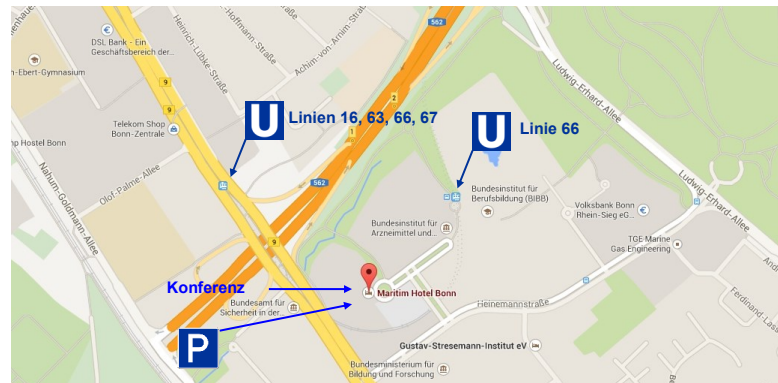 DSL Bank - Ein
Geschäftsbereich der...
Heinrich-Lübke-Straße
-Hoffmann-Straße
Achim-von-Arnim-Straße
562
Ludwig-Erhard-Allee
n-Ebert-Gymnasium
9
2
9
Telekom Shop
Bonn-Zentrale
U
Linien 16, 63, 66, 67
U
Linie 66
1
mp Hostel Bonn
Olof-Palme-Allee
562
Nahum-Goldmann-Allee
Bundesinstitut für
Berufsbildung (BIBB)
Ludwig-Erhard-Allee
Volksbank Bonn
Rhein-Sieg eG...
Bundesinstitut für
Arzneimittel und...
9
TGE Marine
Gas Engineering
Konferenz
Maritim Hotel Bonn
Bundesamt für
Sicherheit in der...
Heinemannstraße
P
Gustav-Stresemann-Institut eV
Bundesministerium für
Bildung und Forschung